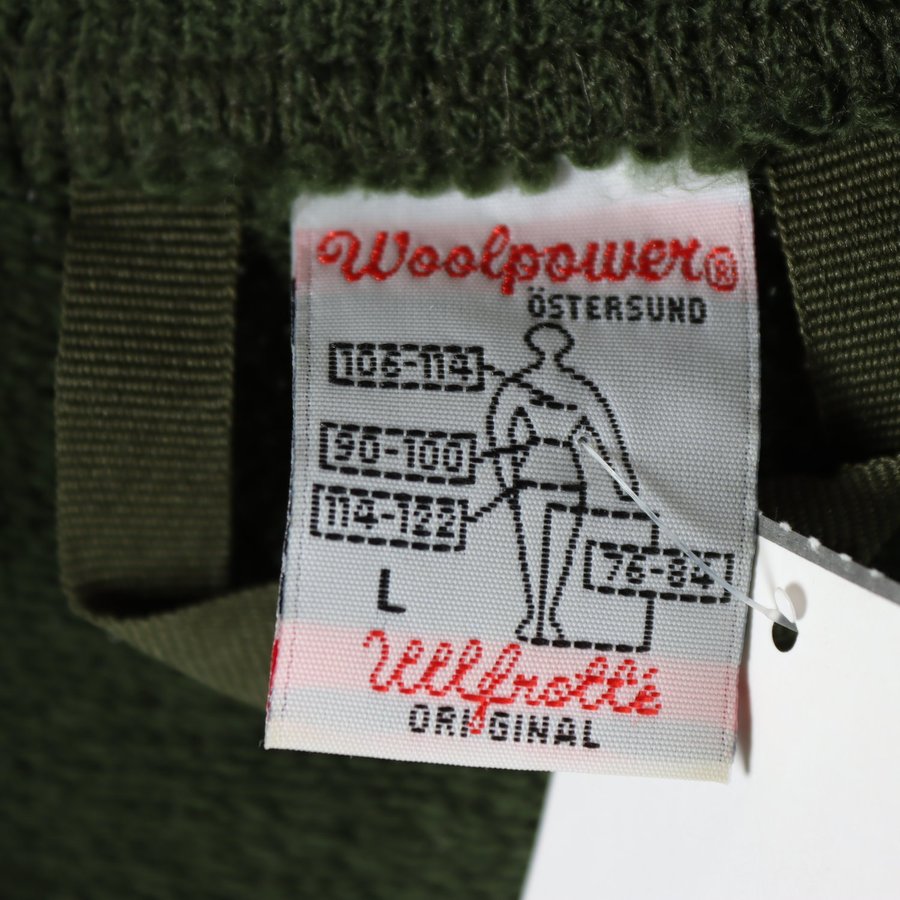 Woolpower®
ÖSTERSUND
106-114
90-100
114-122
76-84
L
Ullfrotté
ORIGINAL